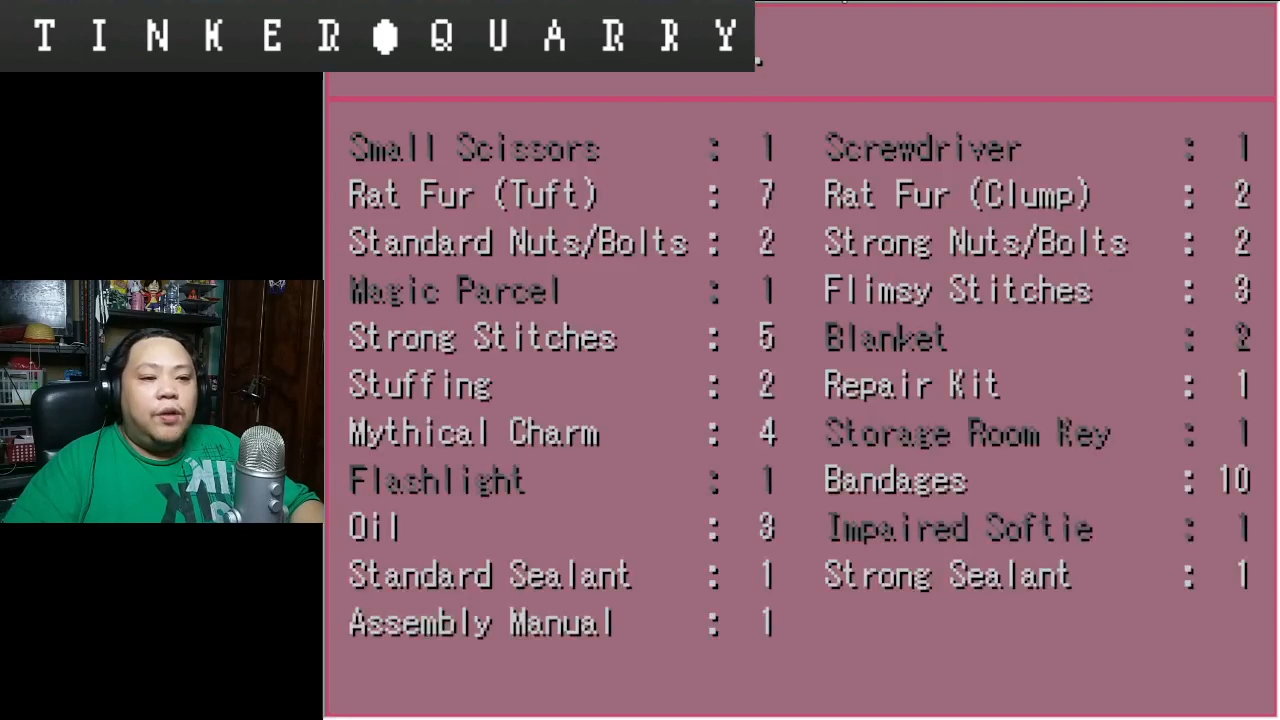 TINKER QUARRY
Small Scissors : 1 Screwdriver : 1
Rat Fur (Tuft) : 7 Rat Fur (Clump) : 2
Standard Nuts/Bolts : 2 Strong Nuts/Bolts : 2
Magic Parcel : 1 Flimsy Stitches : 3
Strong Stitches : 5 Blanket : 2
Stuffing : 2 Repair Kit : 1
Mythical Charm : 4 Storage Room Key : 1
Flashlight : 1 Bandages : 10
Oil : 3 Impaired Softie : 1
Standard Sealant : 1 Strong Sealant : 1
Assembly Manual : 1